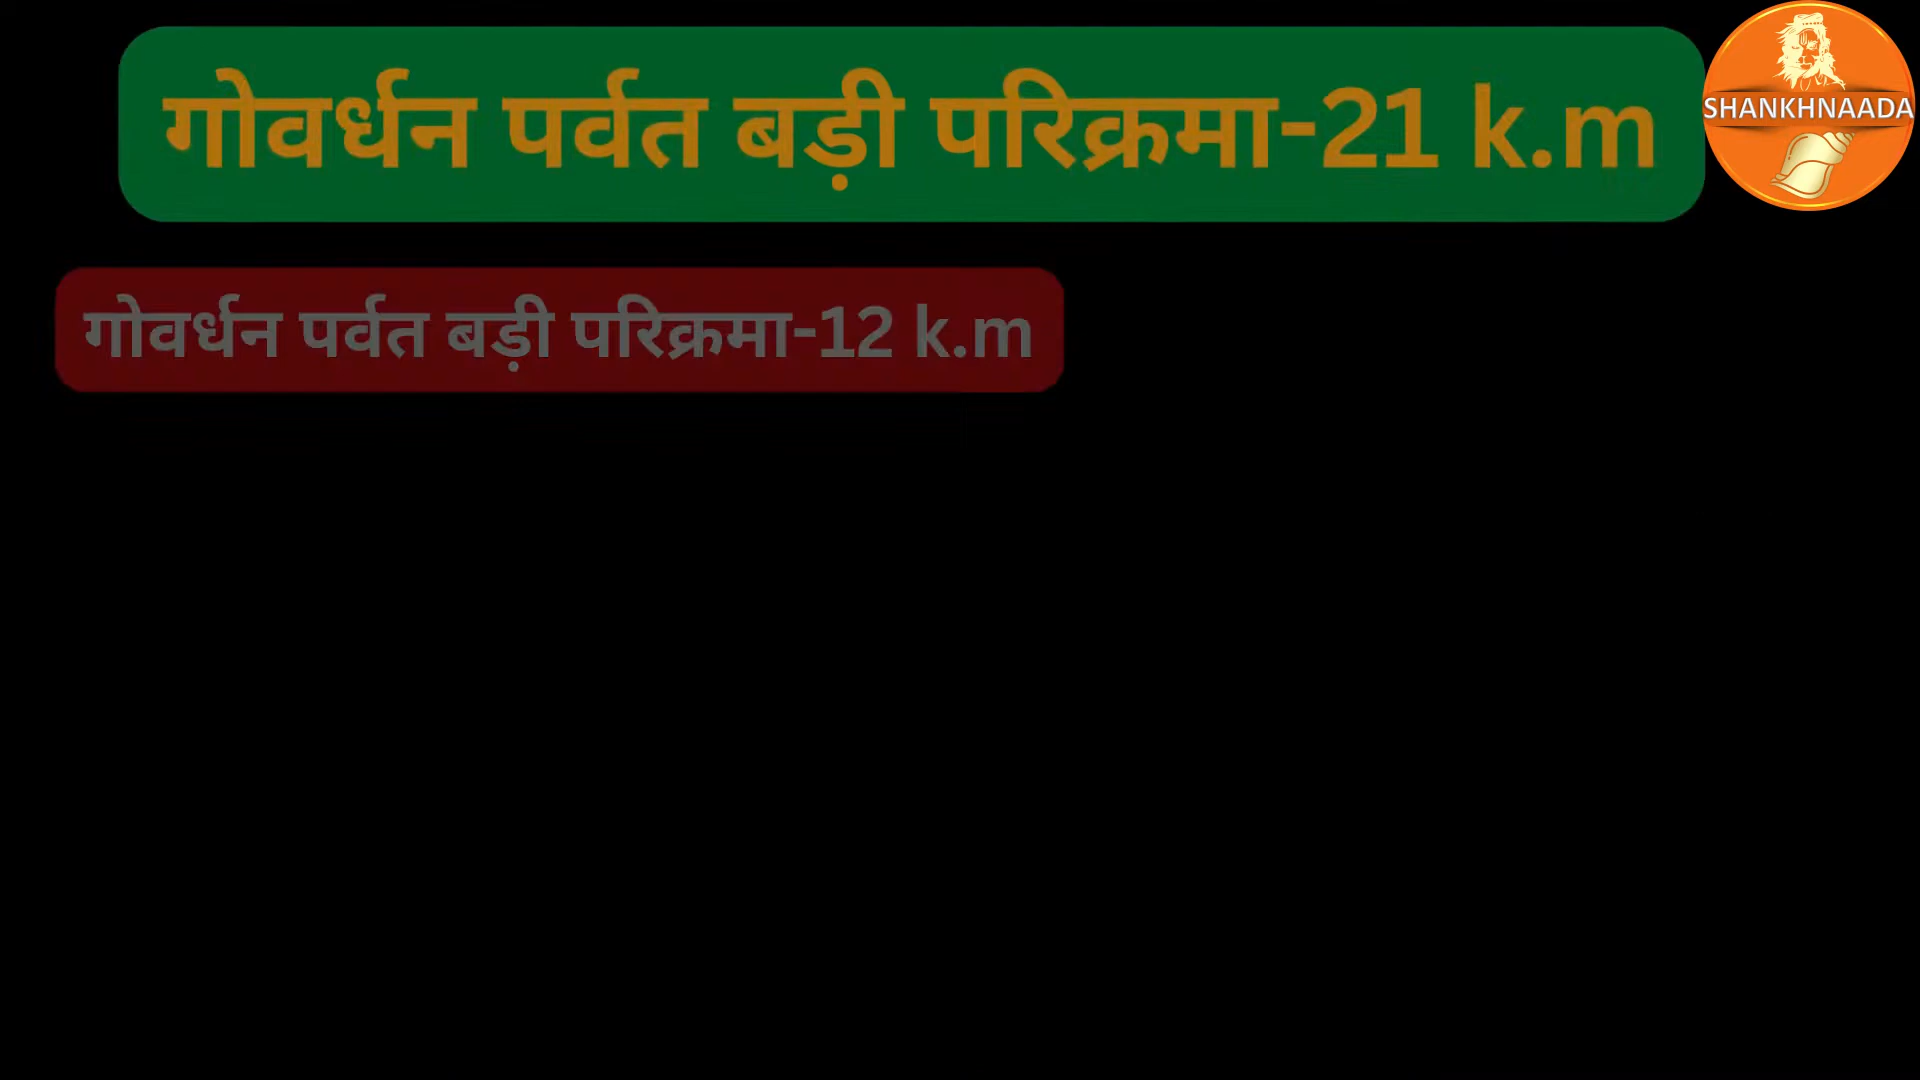 गोवर्धन पर्वत बड़ी परिक्रमा-21 k.m
SHANKHNAADA
गोवर्धन पर्वत बड़ी परिक्रमा-12 k.m